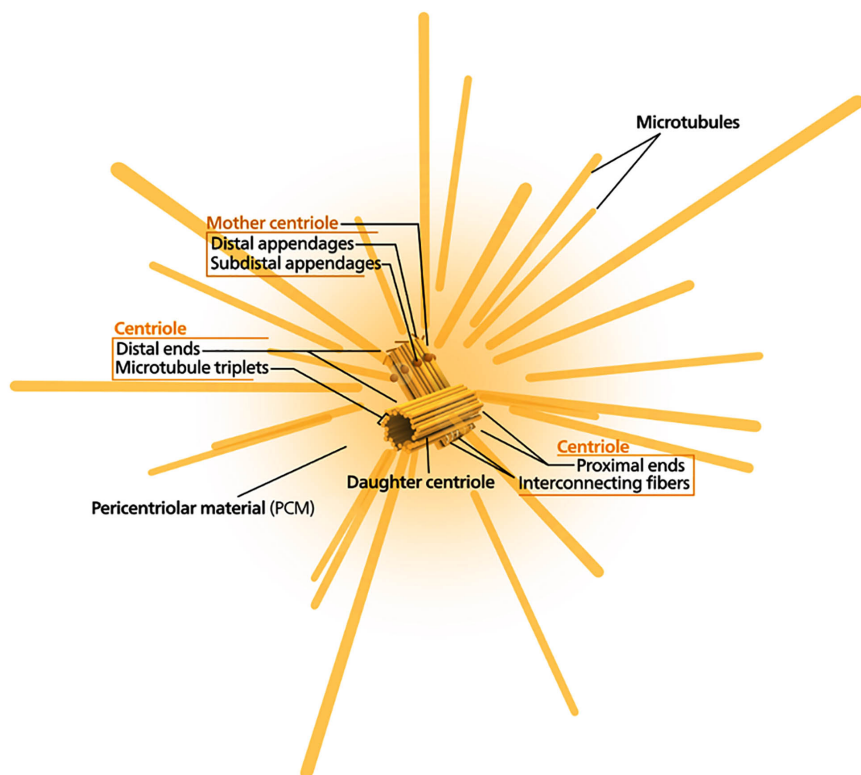 Microtubules
Mother centriole
Distal appendages
Subdistal appendages
Centriole
Distal ends
Microtubule triplets
Centriole
Proximal ends
Interconnecting fibers
Daughter centriole
Pericentriolar material (PCM)